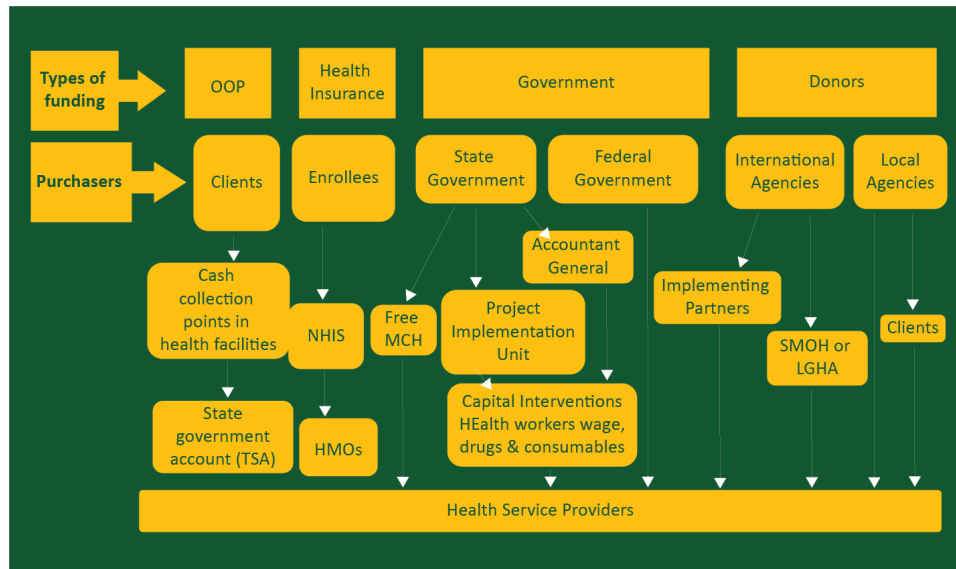 Types of
funding
OOP
Health
Insurance
Government
Donors
Purchasers
Clients
Enrollees
State
Government
Federal
Government
International
Agencies
Local
Agencies
Accountant
General
Cash
collection
points in
health facilities
NHIS
Free
MCH
Project
Implementation
Unit
Implementing
Partners
Clients
SMOH or
LGHA
State
government
account (TSA)
HMOs
Capital Interventions
HEalth workers wage,
drugs & consumables
Health Service Providers